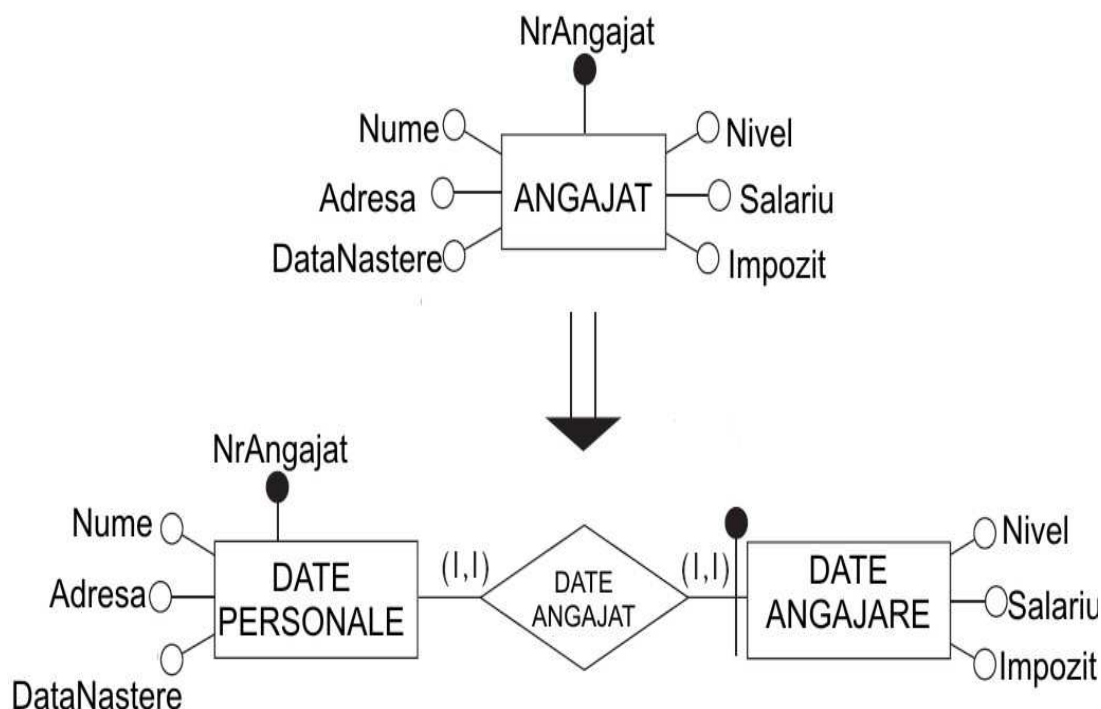 NrAngajat
Nume
Nivel
Adresa
ANGAJAT
Salariu
DataNastere
Impozit
NrAngajat
Nume
Nivel
DATE
PERSONALE
(I,I)
DATE
ANGAJAT
(I,I)
DATE
ANGAJARE
Adresa
Salariu
DataNastere
Impozit